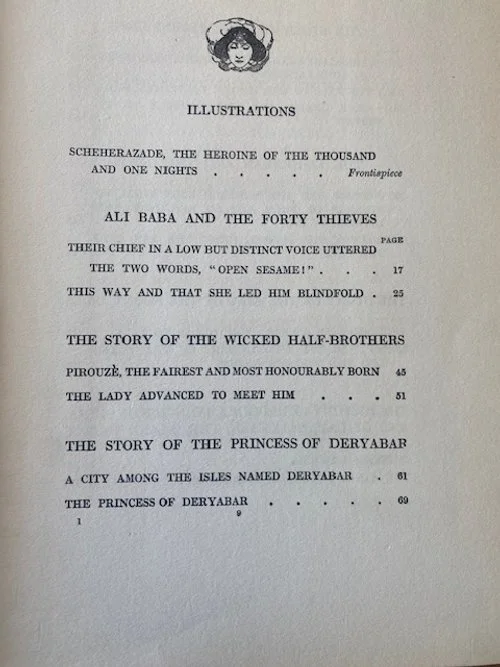 ILLUSTRATIONS
SCHEHERAZADE, THE HEROINE OF THE THOUSAND
AND ONE NIGHTS . . . . . Frontispiece
ALI BABA AND THE FORTY THIEVES
PAGE
THEIR CHIEF IN A LOW BUT DISTINCT VOICE UTTERED
THE TWO WORDS, "OPEN SESAME!" . . . 17
THIS WAY AND THAT SHE LED HIM BLINDFOLD . 25
THE STORY OF THE WICKED HALF-BROTHERS
PIROUZÈ, THE FAIREST AND MOST HONOURABLY BORN 45
THE LADY ADVANCED TO MEET HIM . . . 51
THE STORY OF THE PRINCESS OF DERYABAR
A CITY AMONG THE ISLES NAMED DERYABAR . 61
THE PRINCESS OF DERYABAR . . . . . 69
1 9